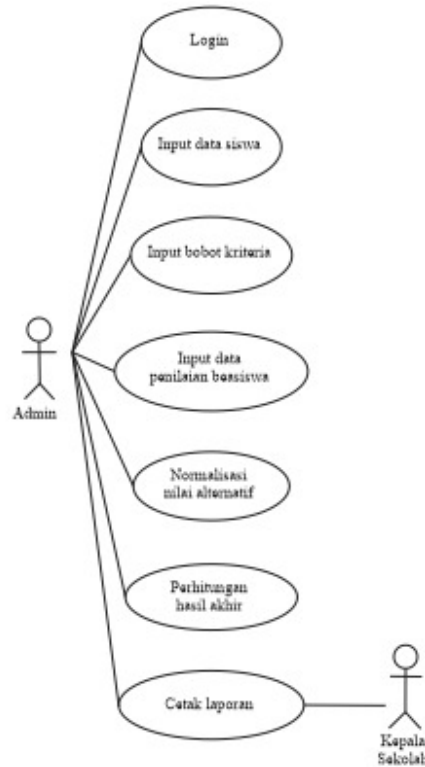 Login
Input data siswa
Input bobot kriteria
Input data
penilaian beasiswa
Admin
Normalisasi
nilai alternatif
Perhitungan
hasil akhir
Cetak laporan
Kepala
Sekolah